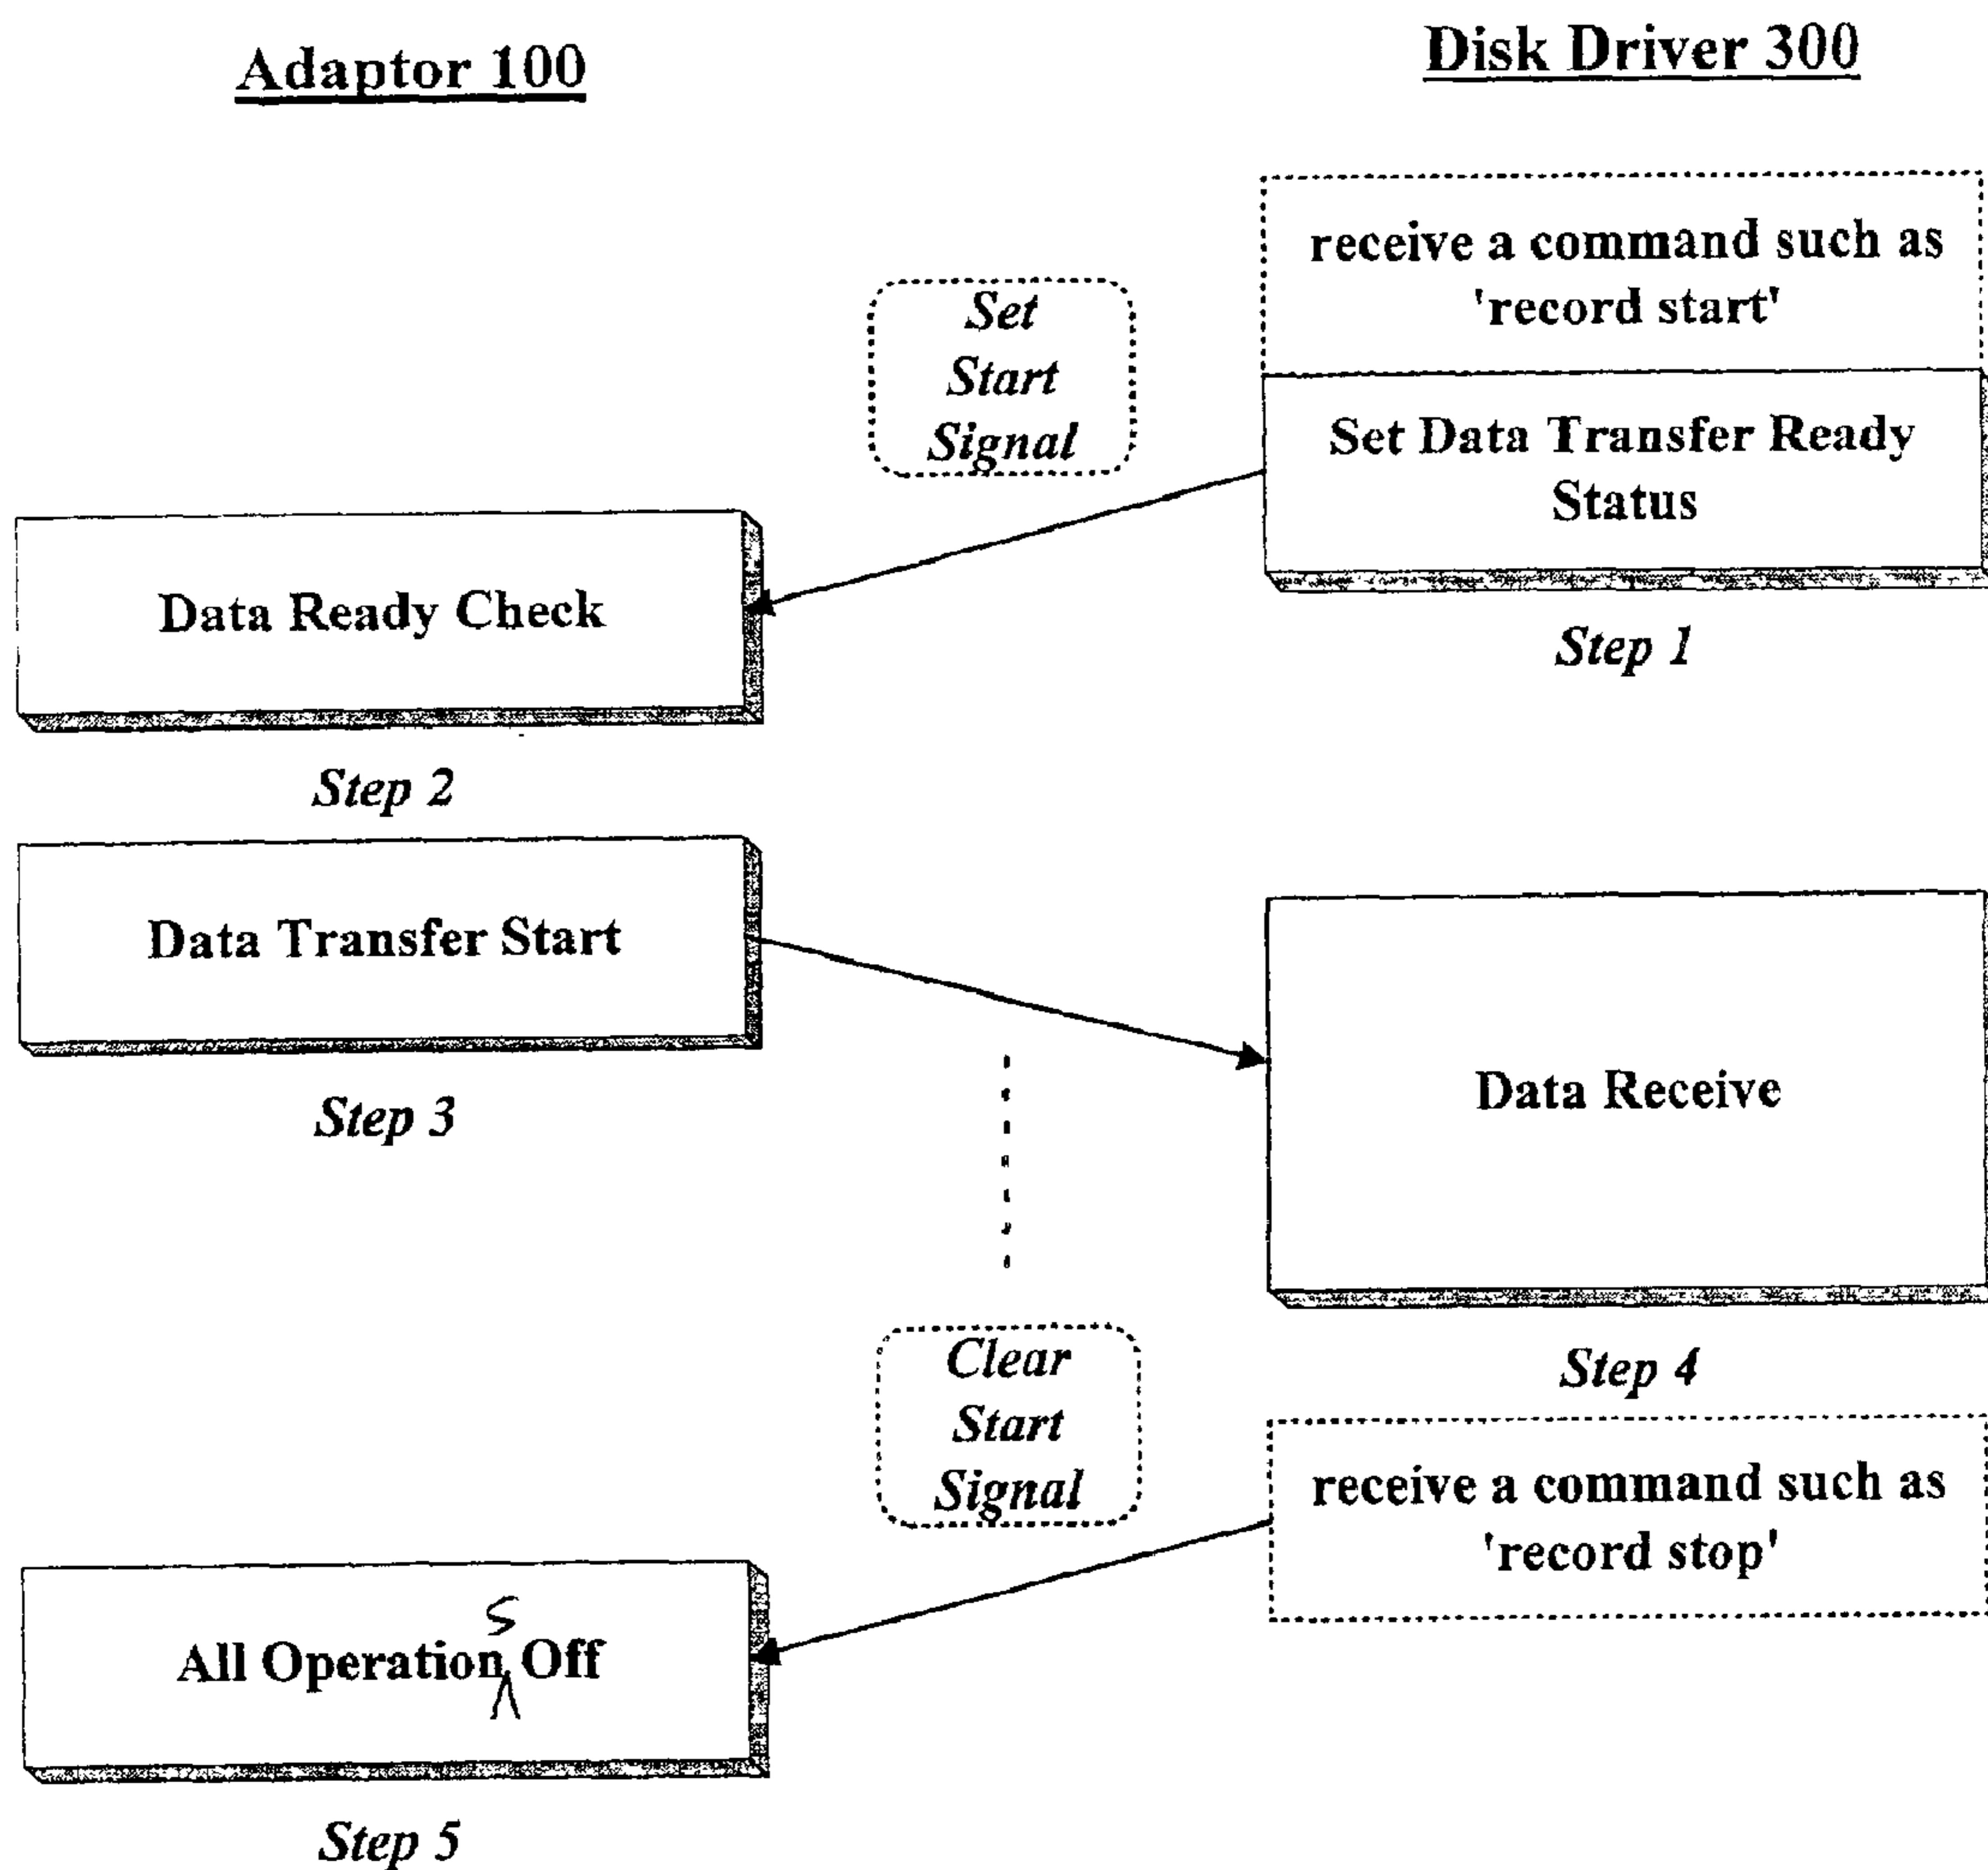 Adaptor 100
Disk Driver 300
receive a command such as
'record start'
Set
Start
Signal
Set Data Transfer Ready
Status
Step 1
Data Ready Check
Step 2
Data Transfer Start
Step 3
Data Receive
Step 4
Clear
Start
Signal
receive a command such as
'record stop'
All Operations Off
Step 5